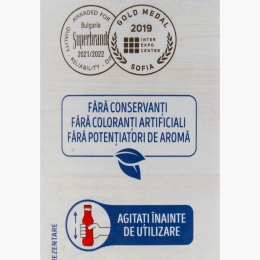 AWARDED FOR
QUALITY
RELIABILITY
Bulgaria
Superbrands
2021/2022
GOLD MEDAL
2019
INTER
EXPO
CENTER
SOFIA
FĂRĂ CONSERVANȚI
FĂRĂ COLORANȚI ARTIFICIALI
FĂRĂ POTENȚIATORI DE AROMĂ
AGITAȚI ÎNAINTE
DE UTILIZARE